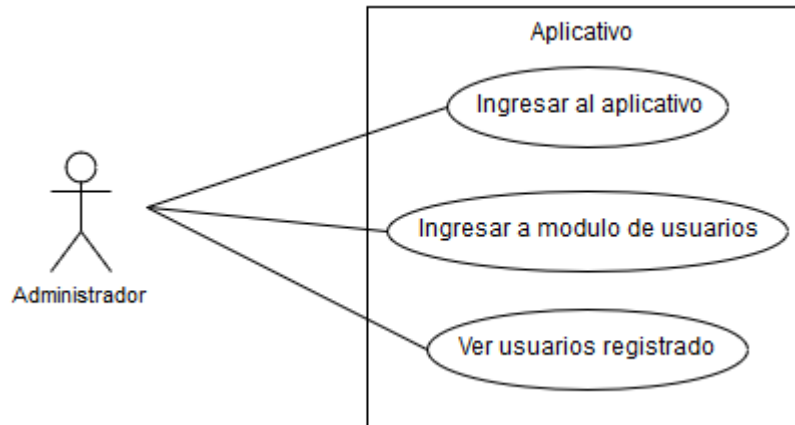 Aplicativo
Ingresar al aplicativo
Ingresar a modulo de usuarios
Ver usuarios registrado
Administrador